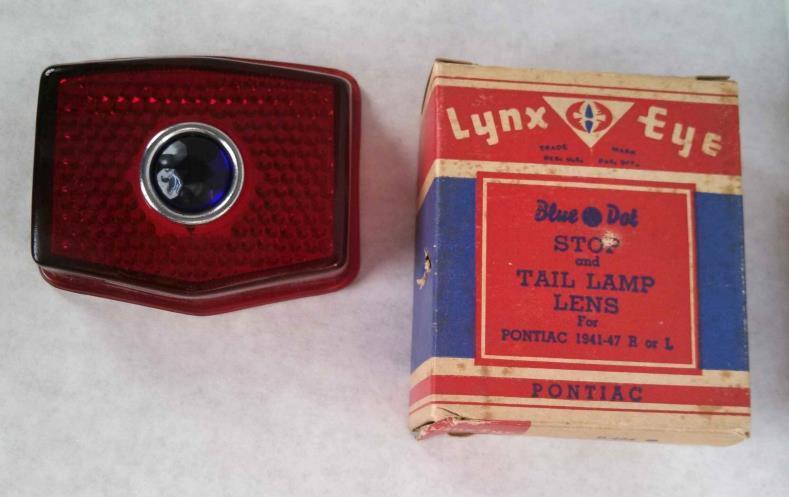 Lynx Eye
TRADE MARK
REG. U.S. PAT. OFF.
Blue Dot
STOP
and
TAIL LAMP
LENS
For
PONTIAC 1941-47 R or L
PONTIAC